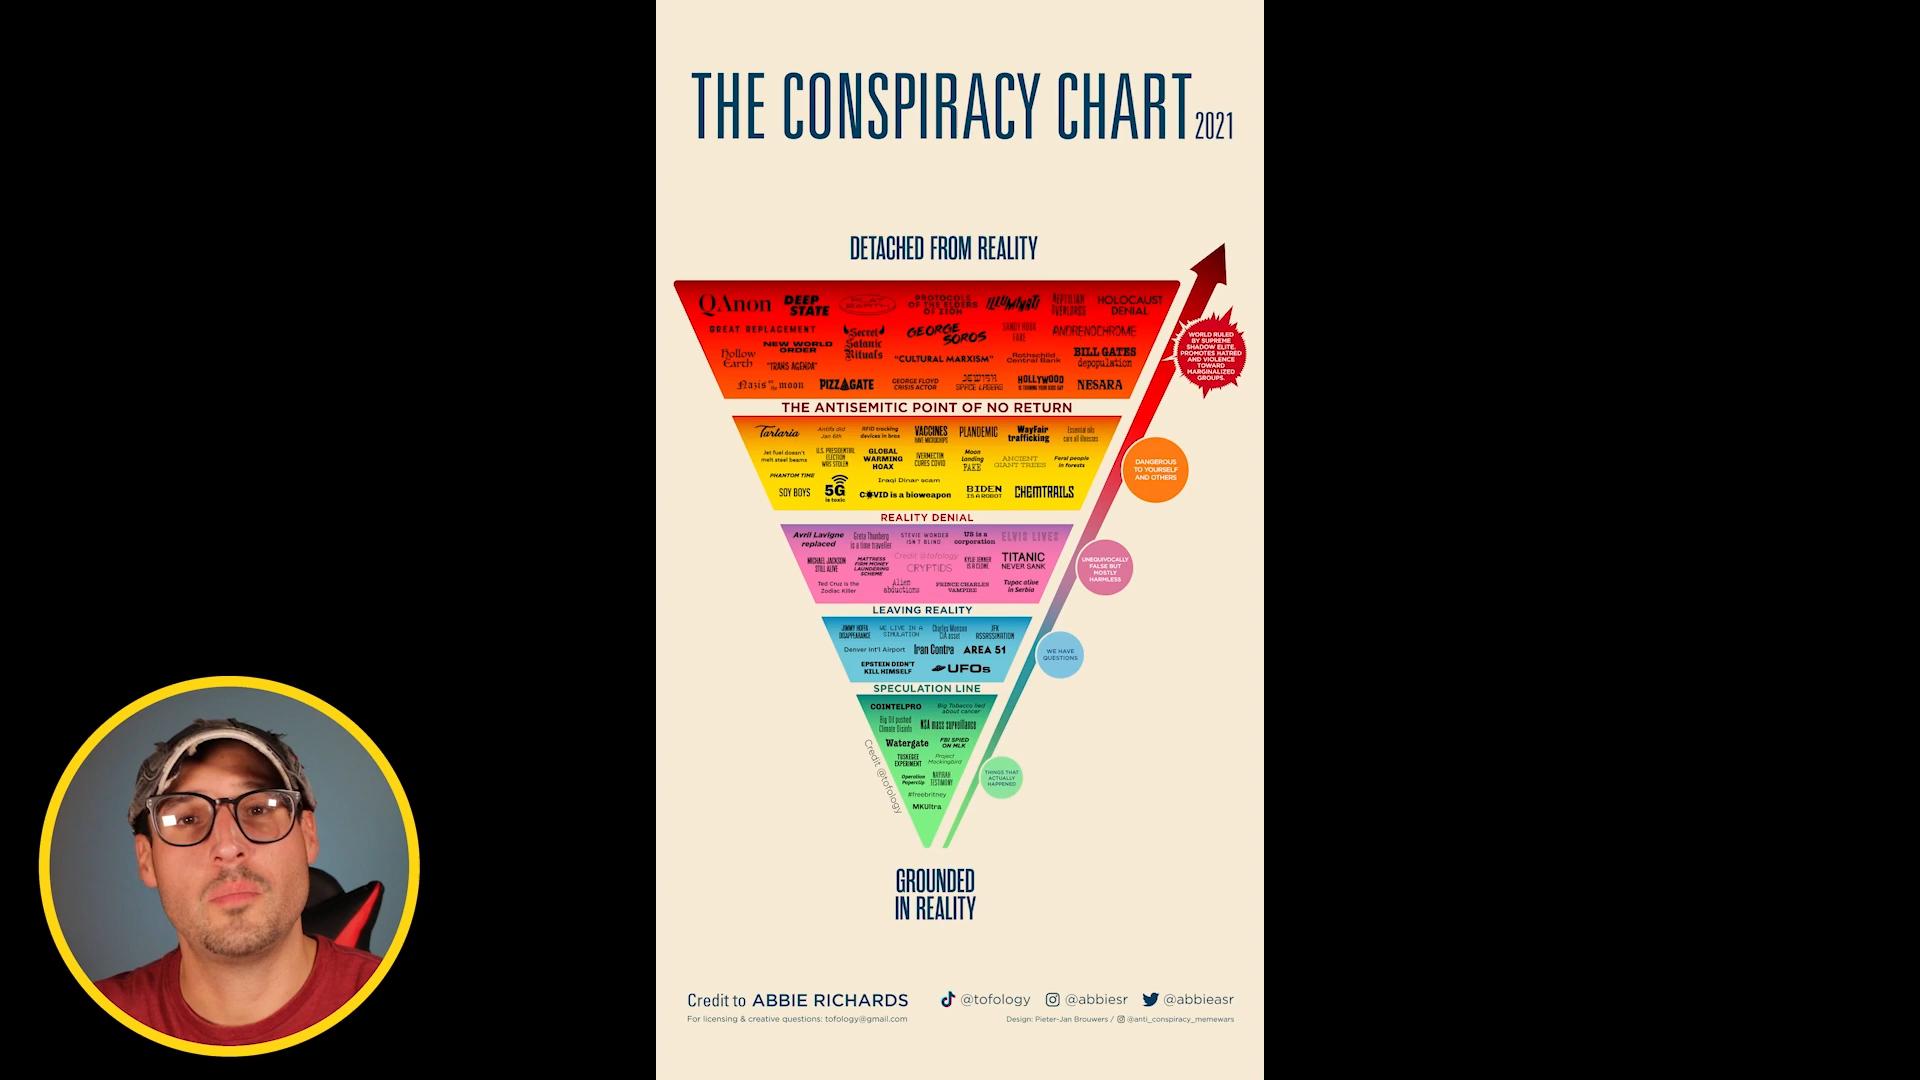 THE CONSPIRACY CHART 2021
DETACHED FROM REALITY
QAnon
DEEP
STATE
FLAT
EARTH
PROTOCOLS
OF THE ELDERS
OF ZION
ILLUMINATI
REPTILIAN
OVERLORDS
HOLOCAUST
DENIAL
GREAT REPLACEMENT
Secret
Satanic
Rituals
GEORGE
SOROS
SANDY HOOK
FAKE
ANDRENOCHROME
Hollow
Earth
NEW WORLD
ORDER
"TRANS AGENDA"
"CULTURAL MARXISM"
Rothschild
Central Bank
BILL GATES
depopulation
Nazis on the moon
PIZZAGATE
GEORGE FLOYD
CRISIS ACTOR
JEWISH
SPACE LASERS
HOLLYWOOD
IS TURNING YOUR KIDS GAY
NESARA
WORLD RULED
BY SUPREME
SHADOW ELITE.
PROMOTES HATRED
AND VIOLENCE
TOWARD
MARGINALIZED
GROUPS.
THE ANTISEMITIC POINT OF NO RETURN
Tartaria
Antifa did
Jan 6th
RFID tracking
devices in bras
VACCINES
HAVE MICROCHIPS
PLANDEMIC
WayFair
trafficking
Essential oils
cure all illnesses
Jet fuel doesn't
melt steel beams
U.S. PRESIDENTIAL
ELECTION
WAS STOLEN
GLOBAL
WARMING
HOAX
IVERMECTIN
CURES COVID
Moon
landing
FAKE
ANCIENT
GIANT TREES
Feral people
in forests
PHANTOM TIME
SOY BOYS
5G
is toxic
Iraqi Dinar scam
COVID is a bioweapon
BIDEN
IS A ROBOT
CHEMTRAILS
DANGEROUS
TO YOURSELF
AND OTHERS
REALITY DENIAL
Avril Lavigne
replaced
Greta Thunberg
is a time traveller
STEVIE WONDER
ISN'T BLIND
US is a
corporation
ELVIS LIVES
MICHAEL JACKSON
STILL ALIVE
MATTRESS
FIRM MONEY
LAUNDERING
SCHEME
Credit @tofology
CRYPTIDS
KYLIE JENNER
IS A CLONE
TITANIC
NEVER SANK
Ted Cruz is the
Zodiac Killer
Alien
abductions
PRINCE CHARLES
VAMPIRE
Tupac alive
in Serbia
UNEQUIVOCALLY
FALSE BUT
MOSTLY
HARMLESS
LEAVING REALITY
JIMMY HOFFA
DISAPPEARANCE
WE LIVE IN A
SIMULATION
Charles Manson
CIA asset
JFK
ASSASSINATION
Denver Int'l Airport
Iran Contra
AREA 51
EPSTEIN DIDN'T
KILL HIMSELF
UFOs
WE HAVE
QUESTIONS
SPECULATION LINE
COINTELPRO
Big Tobacco lied
about cancer
Big Oil pushed
Climate Disinfo
NSA mass surveillance
Watergate
FBI SPIED
ON MLK
TUSKEGEE
EXPERIMENT
Project
Mockingbird
Operation
Paperclip
NAYIRAH
TESTIMONY
#freebritney
MKUltra
Credit @tofology
THINGS THAT
ACTUALLY
HAPPENED
GROUNDED
IN REALITY
Credit to ABBIE RICHARDS
@tofology @abbiesr @abbieasr
For licensing & creative questions: tofology@gmail.com
Design: Pieter-Jan Brouwers / @anti_conspiracy_memewars